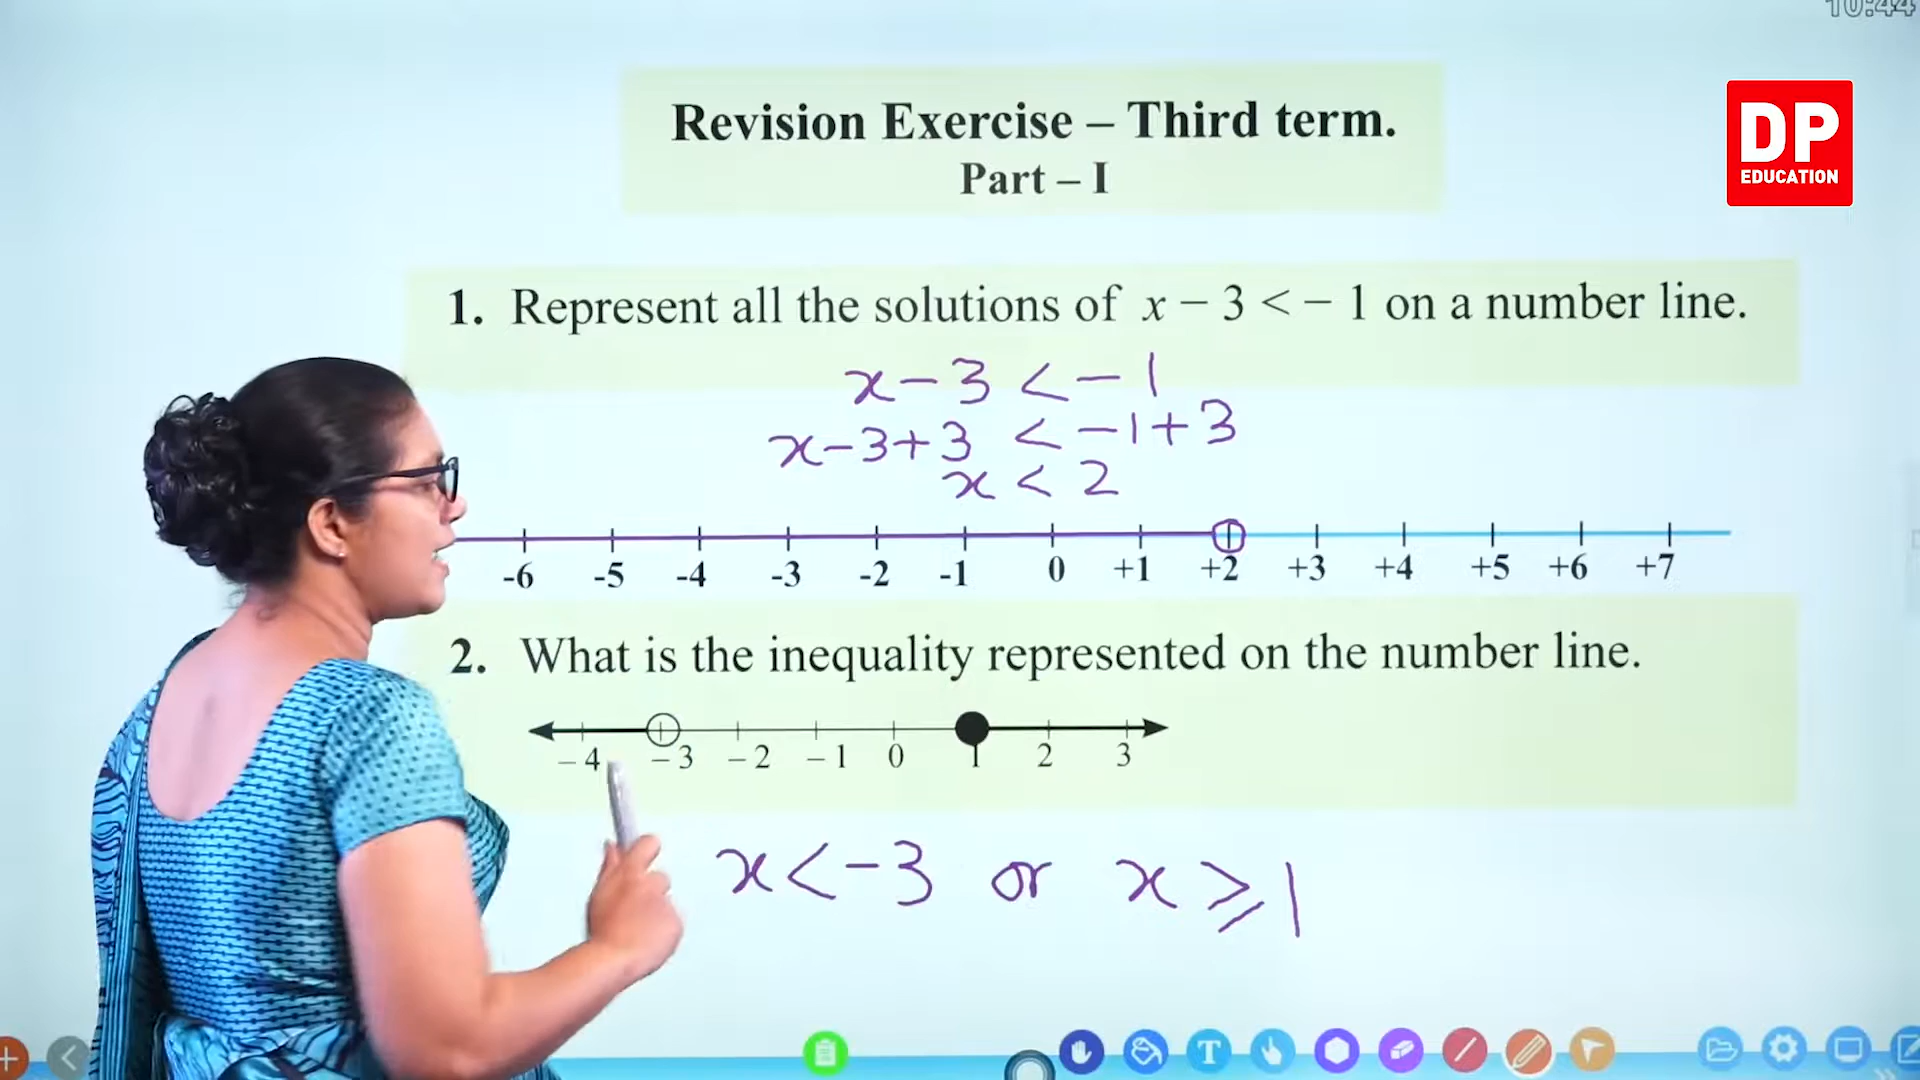 10:44
Revision Exercise – Third term.
Part – I
DP
EDUCATION
1. Represent all the solutions of x − 3 < − 1 on a number line.
x-3 < -1
x-3+3 < -1+3
x < 2
-6 -5 -4 -3 -2 -1 0 +1 +2 +3 +4 +5 +6 +7
2. What is the inequality represented on the number line.
– 4 – 3 – 2 – 1 0 1 2 3
x < -3 or x ⩾ 1
T